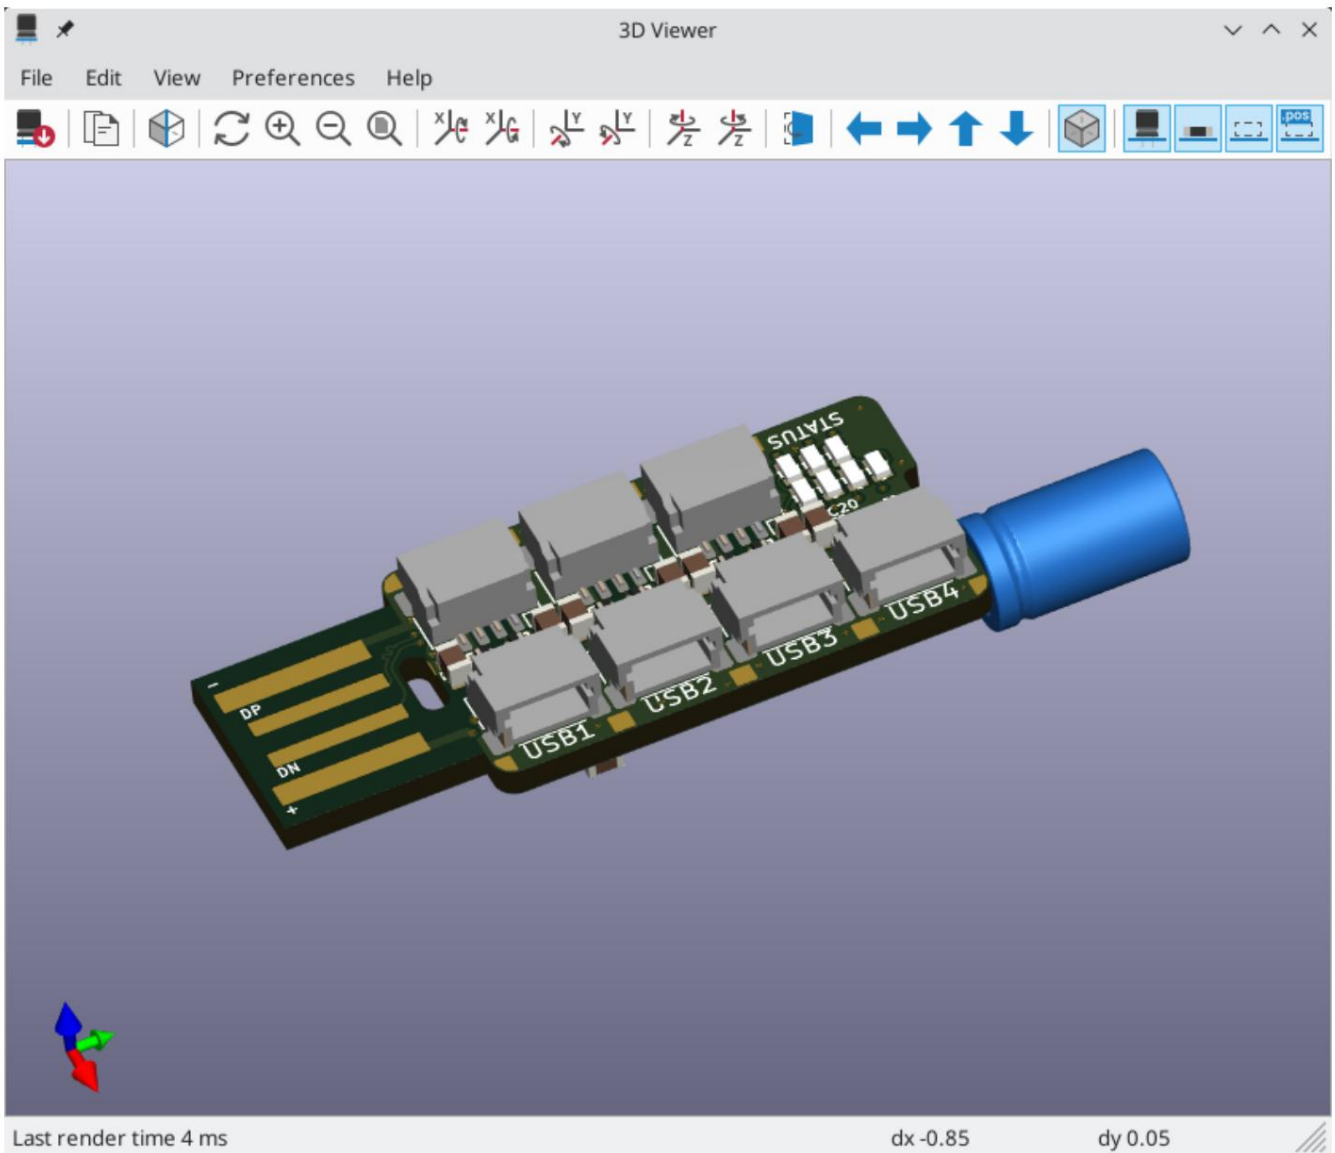 3D Viewer
File Edit View Preferences Help
.pos
STATUS
C20
USB4
USB3
USB2
USB1
-
DP
DN
+
Last render time 4 ms dx -0.85 dy 0.05